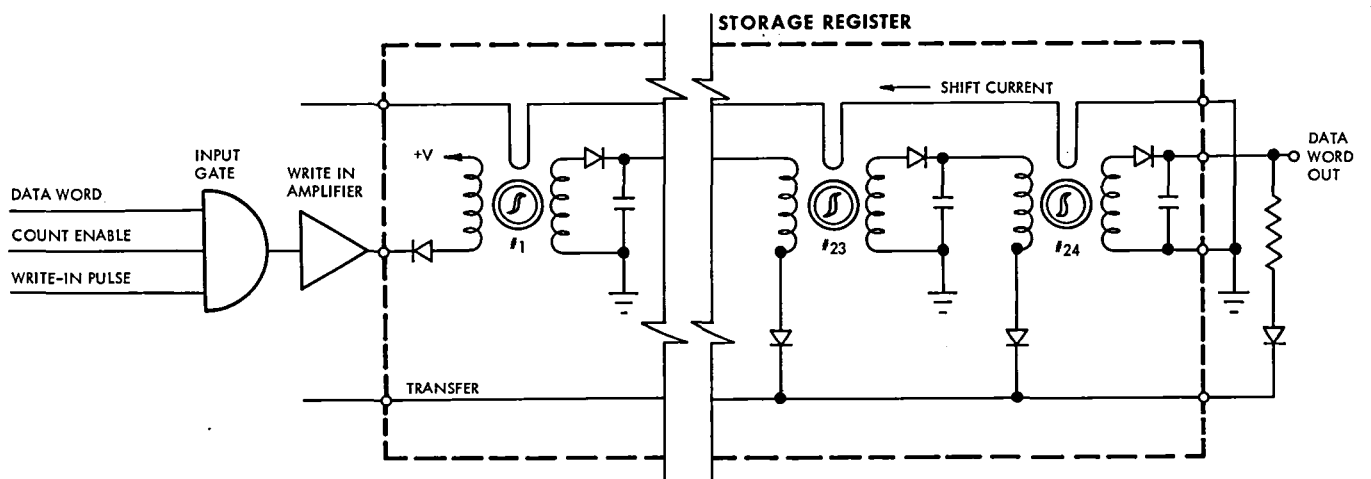 STORAGE REGISTER
SHIFT CURRENT
INPUT
GATE
WRITE IN
AMPLIFIER
+V
DATA
WORD
OUT
DATA WORD
COUNT ENABLE
WRITE-IN PULSE
#1
#23
#24
TRANSFER